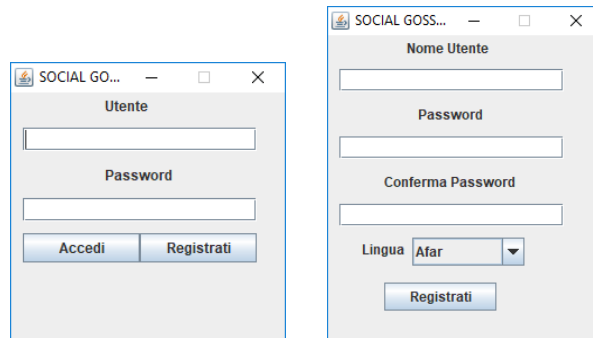 SOCIAL GO...
Utente
Password
Accedi Registrati
SOCIAL GOSS...
Nome Utente
Password
Conferma Password
Lingua Afar
Registrati